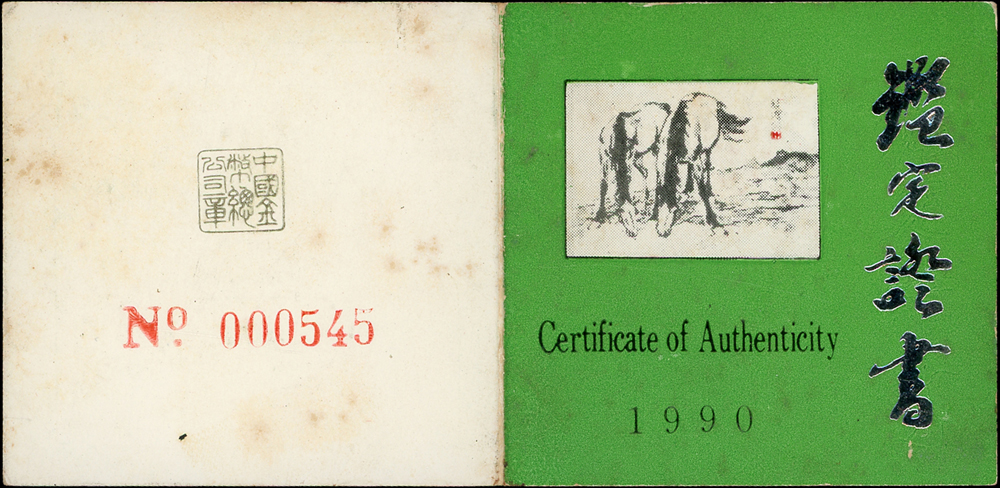 中國金
幣總
公司章
Nº 000545
鑑定證書
Certificate of Authenticity
1990